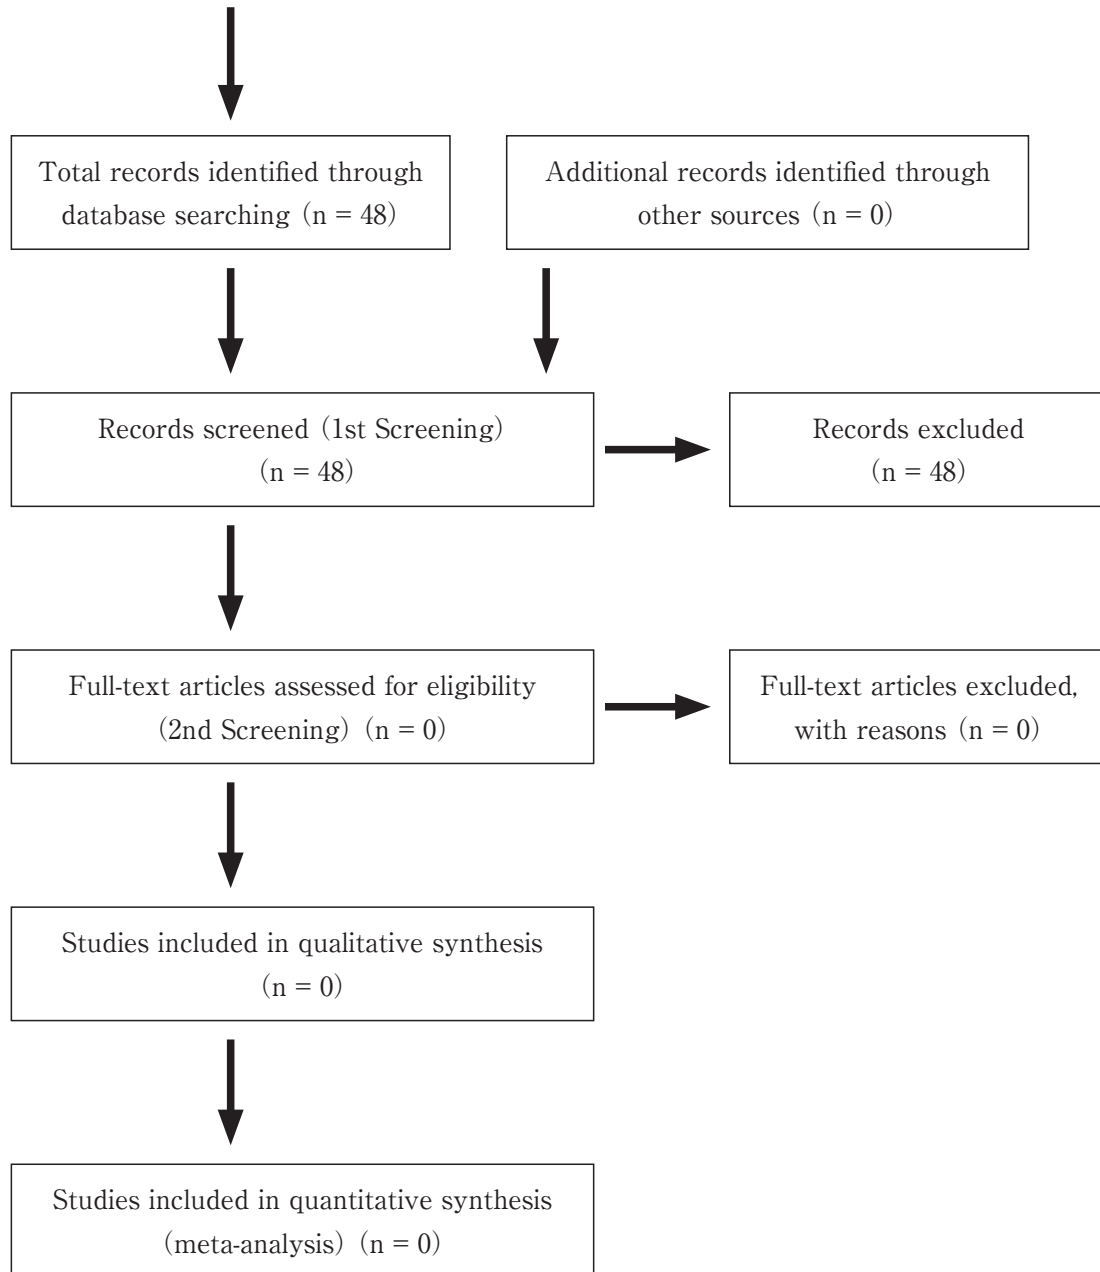 Total records identified through
database searching (n = 48)
Additional records identified through
other sources (n = 0)
Records screened (1st Screening)
(n = 48)
Records excluded
(n = 48)
Full-text articles assessed for eligibility
(2nd Screening) (n = 0)
Full-text articles excluded,
with reasons (n = 0)
Studies included in qualitative synthesis
(n = 0)
Studies included in quantitative synthesis
(meta-analysis) (n = 0)